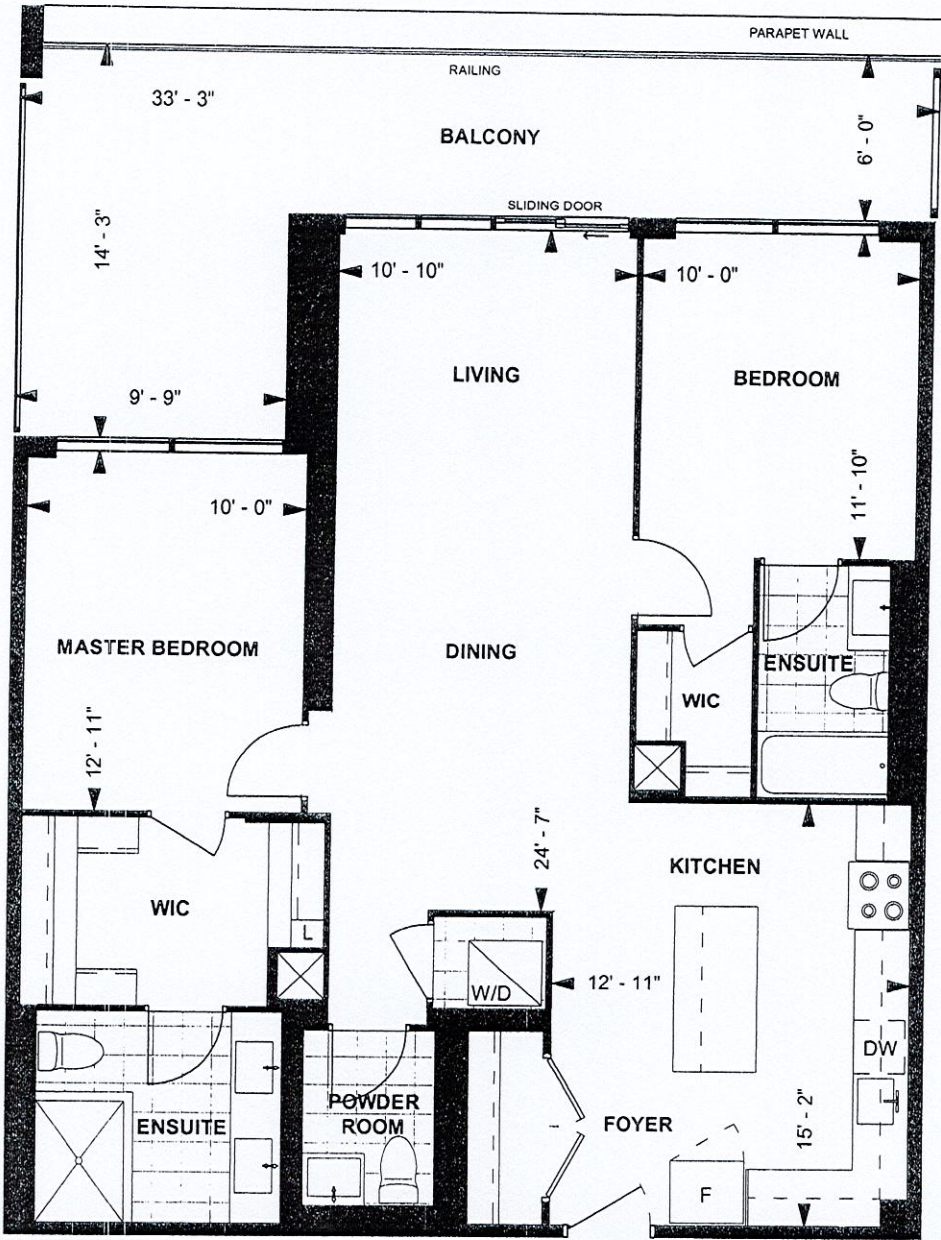 PARAPET WALL
RAILING
33' - 3"
BALCONY
6' - 0"
14' - 3"
SLIDING DOOR
10' - 10"
10' - 0"
LIVING
BEDROOM
9' - 9"
10' - 0"
11' - 10"
MASTER BEDROOM
DINING
ENSUITE
WIC
12' - 11"
24' - 7"
KITCHEN
WIC
L
W/D
12' - 11"
DW
POWDER
ROOM
ENSUITE
FOYER
15' - 2"
F